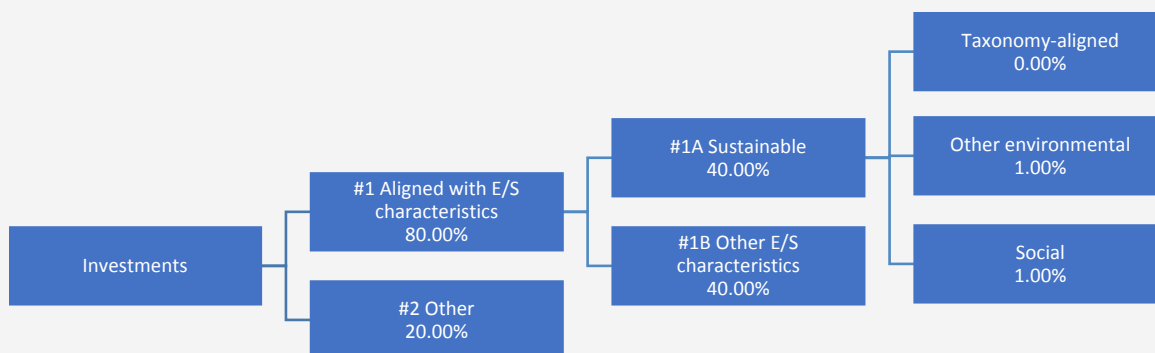 Investments
#1 Aligned with E/S
characteristics
80.00%
#2 Other
20.00%
#1A Sustainable
40.00%
#1B Other E/S
characteristics
40.00%
Taxonomy-aligned
0.00%
Other environmental
1.00%
Social
1.00%